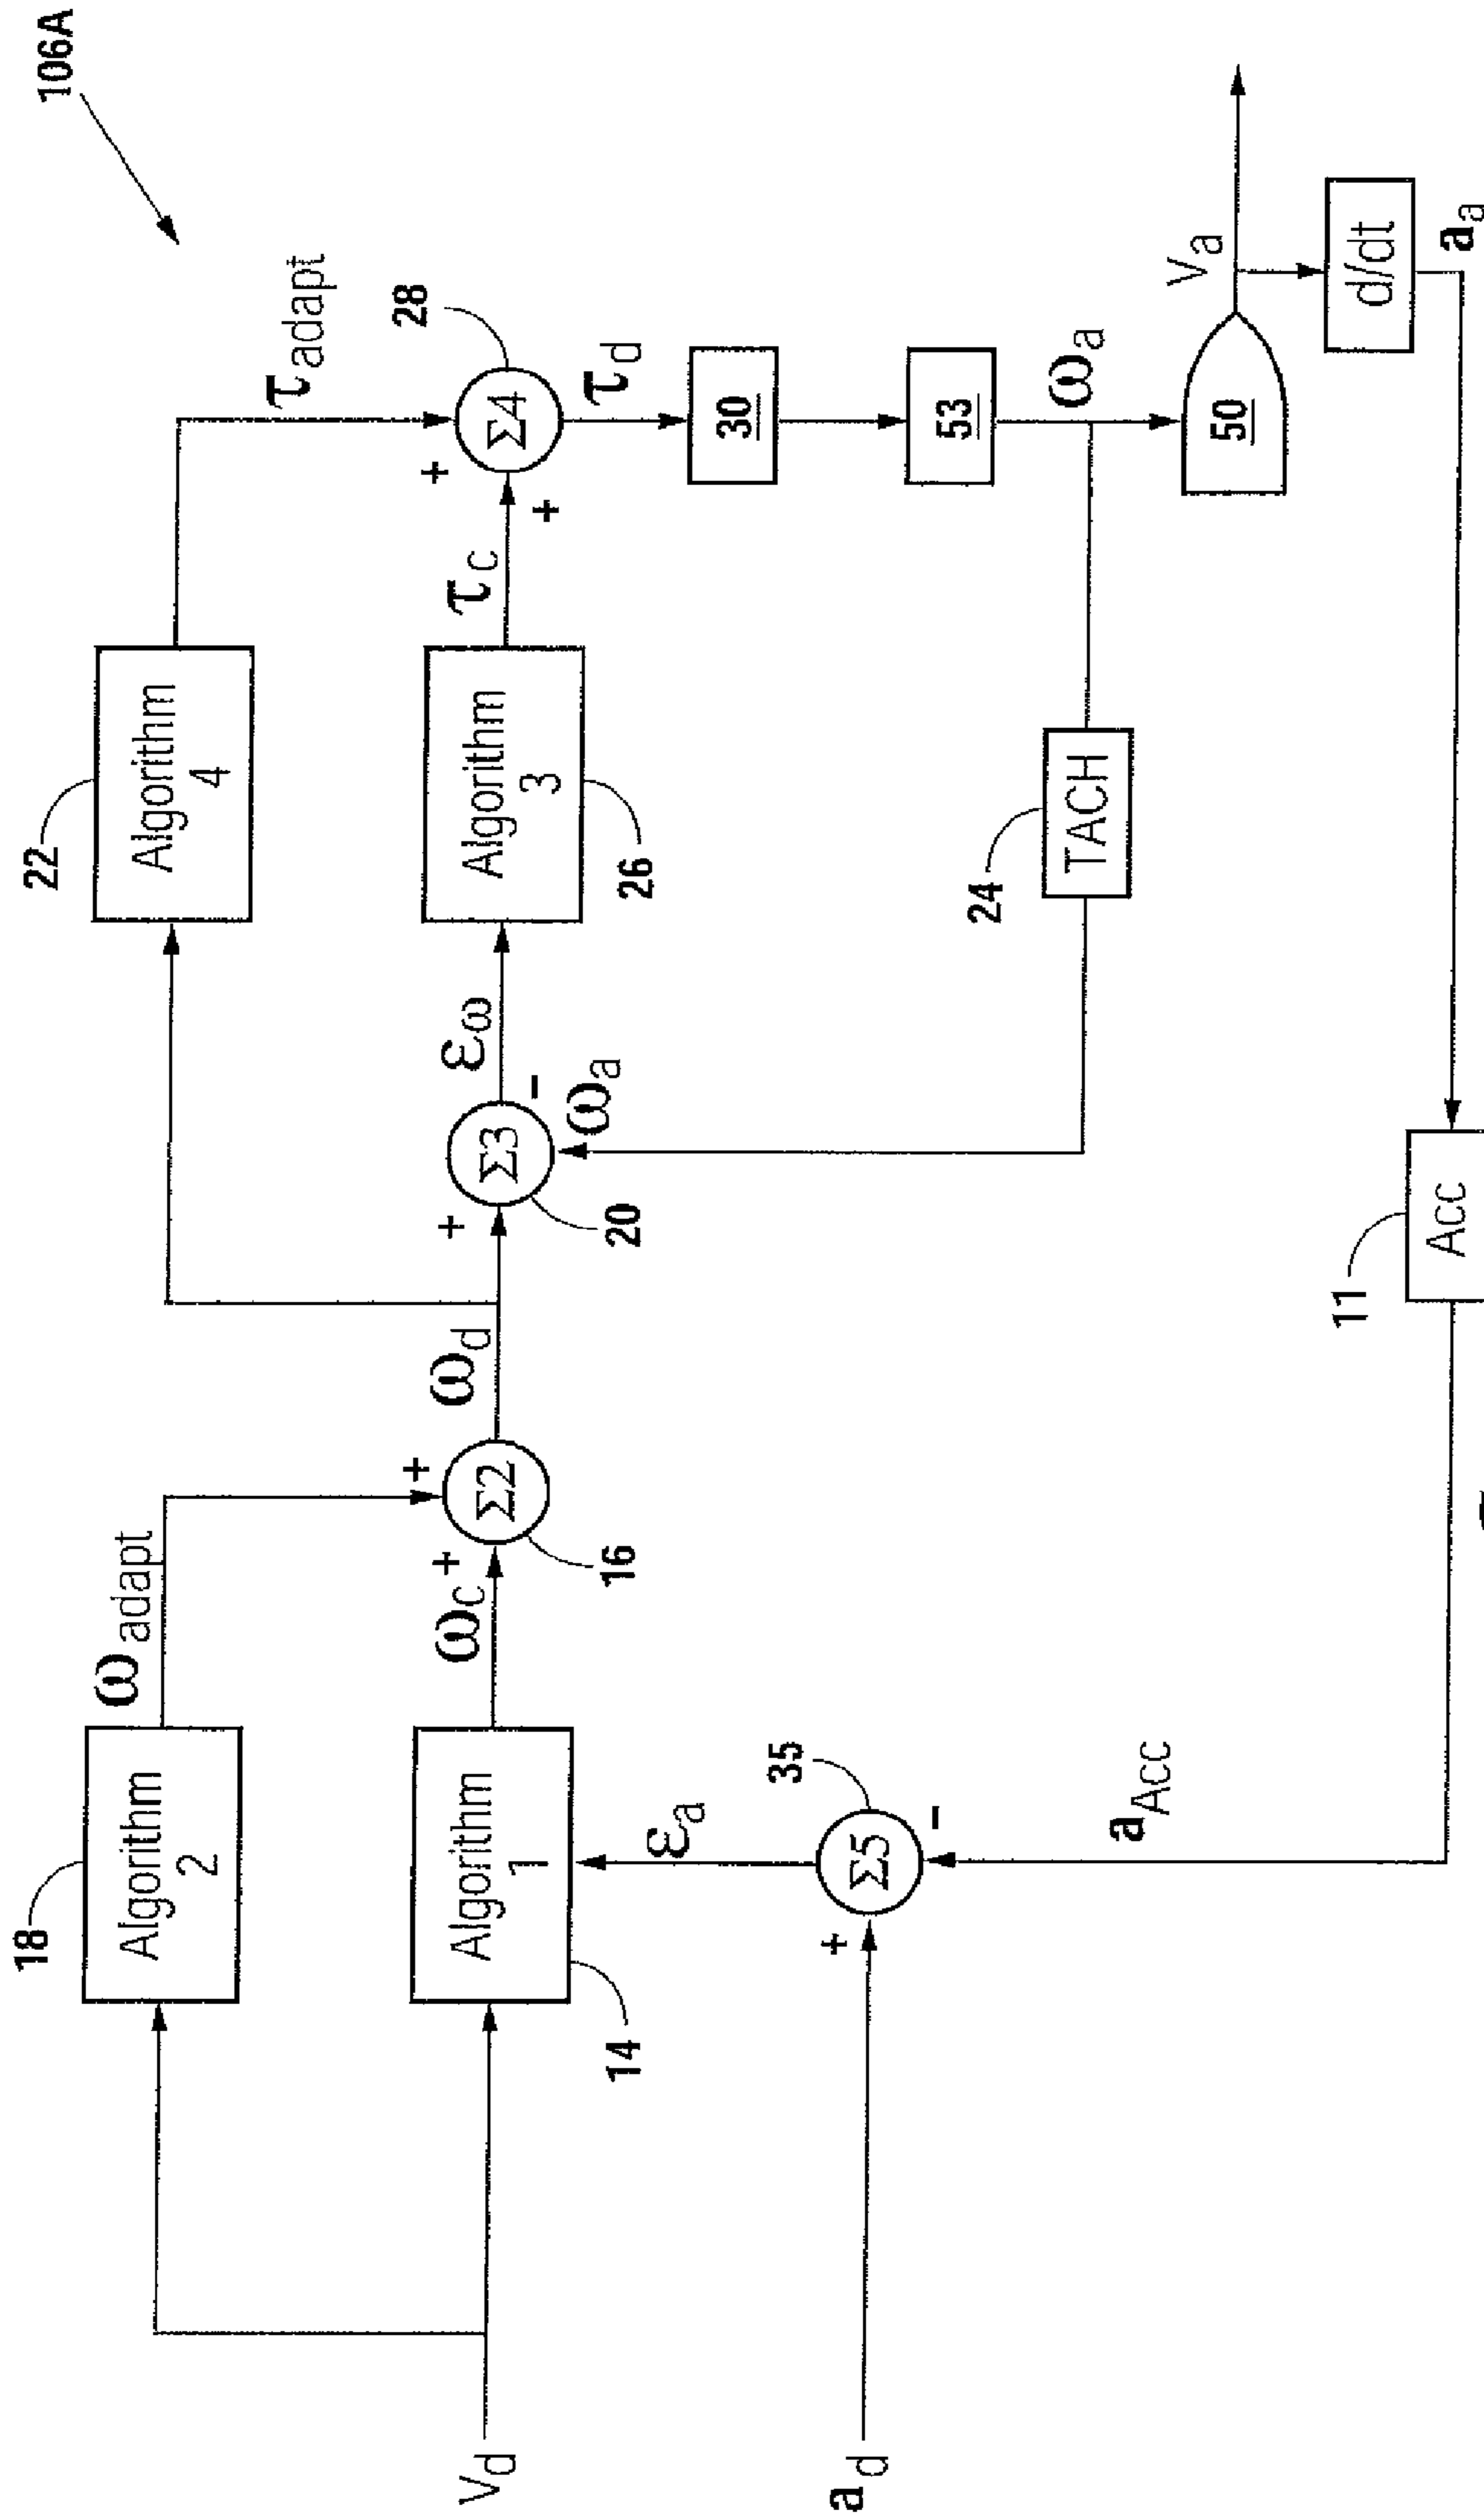 106A
22
Algorithm
4
τadapt
18
Algorithm
2
ωadapt
28
+
Σ4
+
τd
τc
Algorithm
3
26
εω
-
Σ3
+
20
ωa
ωd
+
Σ2
+
16
ωc
Algorithm
1
14
Vd
30
53
ωa
50
Va
d/dt
aa
TACH
24
εa
35
Σ5
+
-
ad
aAcc
11
Acc